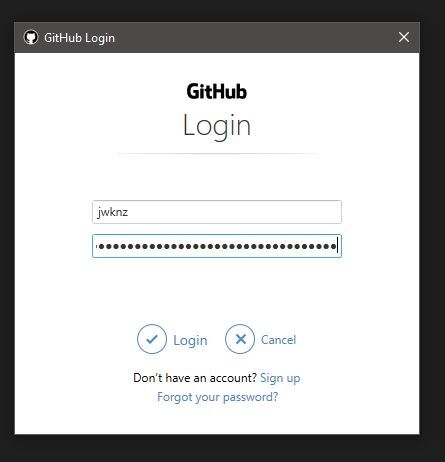 GitHub Login
GitHub
Login
jwknz
Login Cancel
Don't have an account? Sign up
Forgot your password?